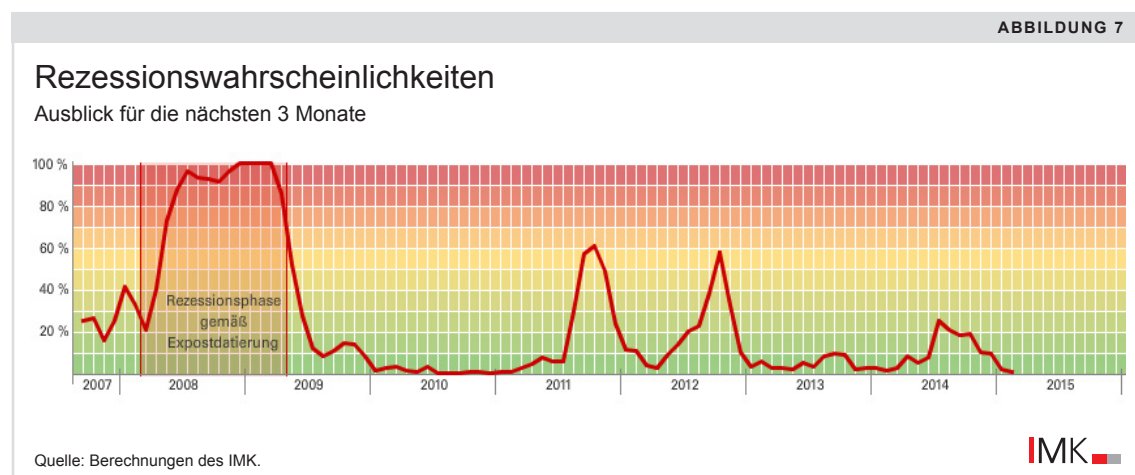 ABBILDUNG 7
Rezessionswahrscheinlichkeiten
Ausblick für die nächsten 3 Monate
100 %
80 %
60 %
40 %
20 %
Rezessionsphase
gemäß
Expostdatierung
2007 2008 2009 2010 2011 2012 2013 2014 2015
Quelle: Berechnungen des IMK.
IMK